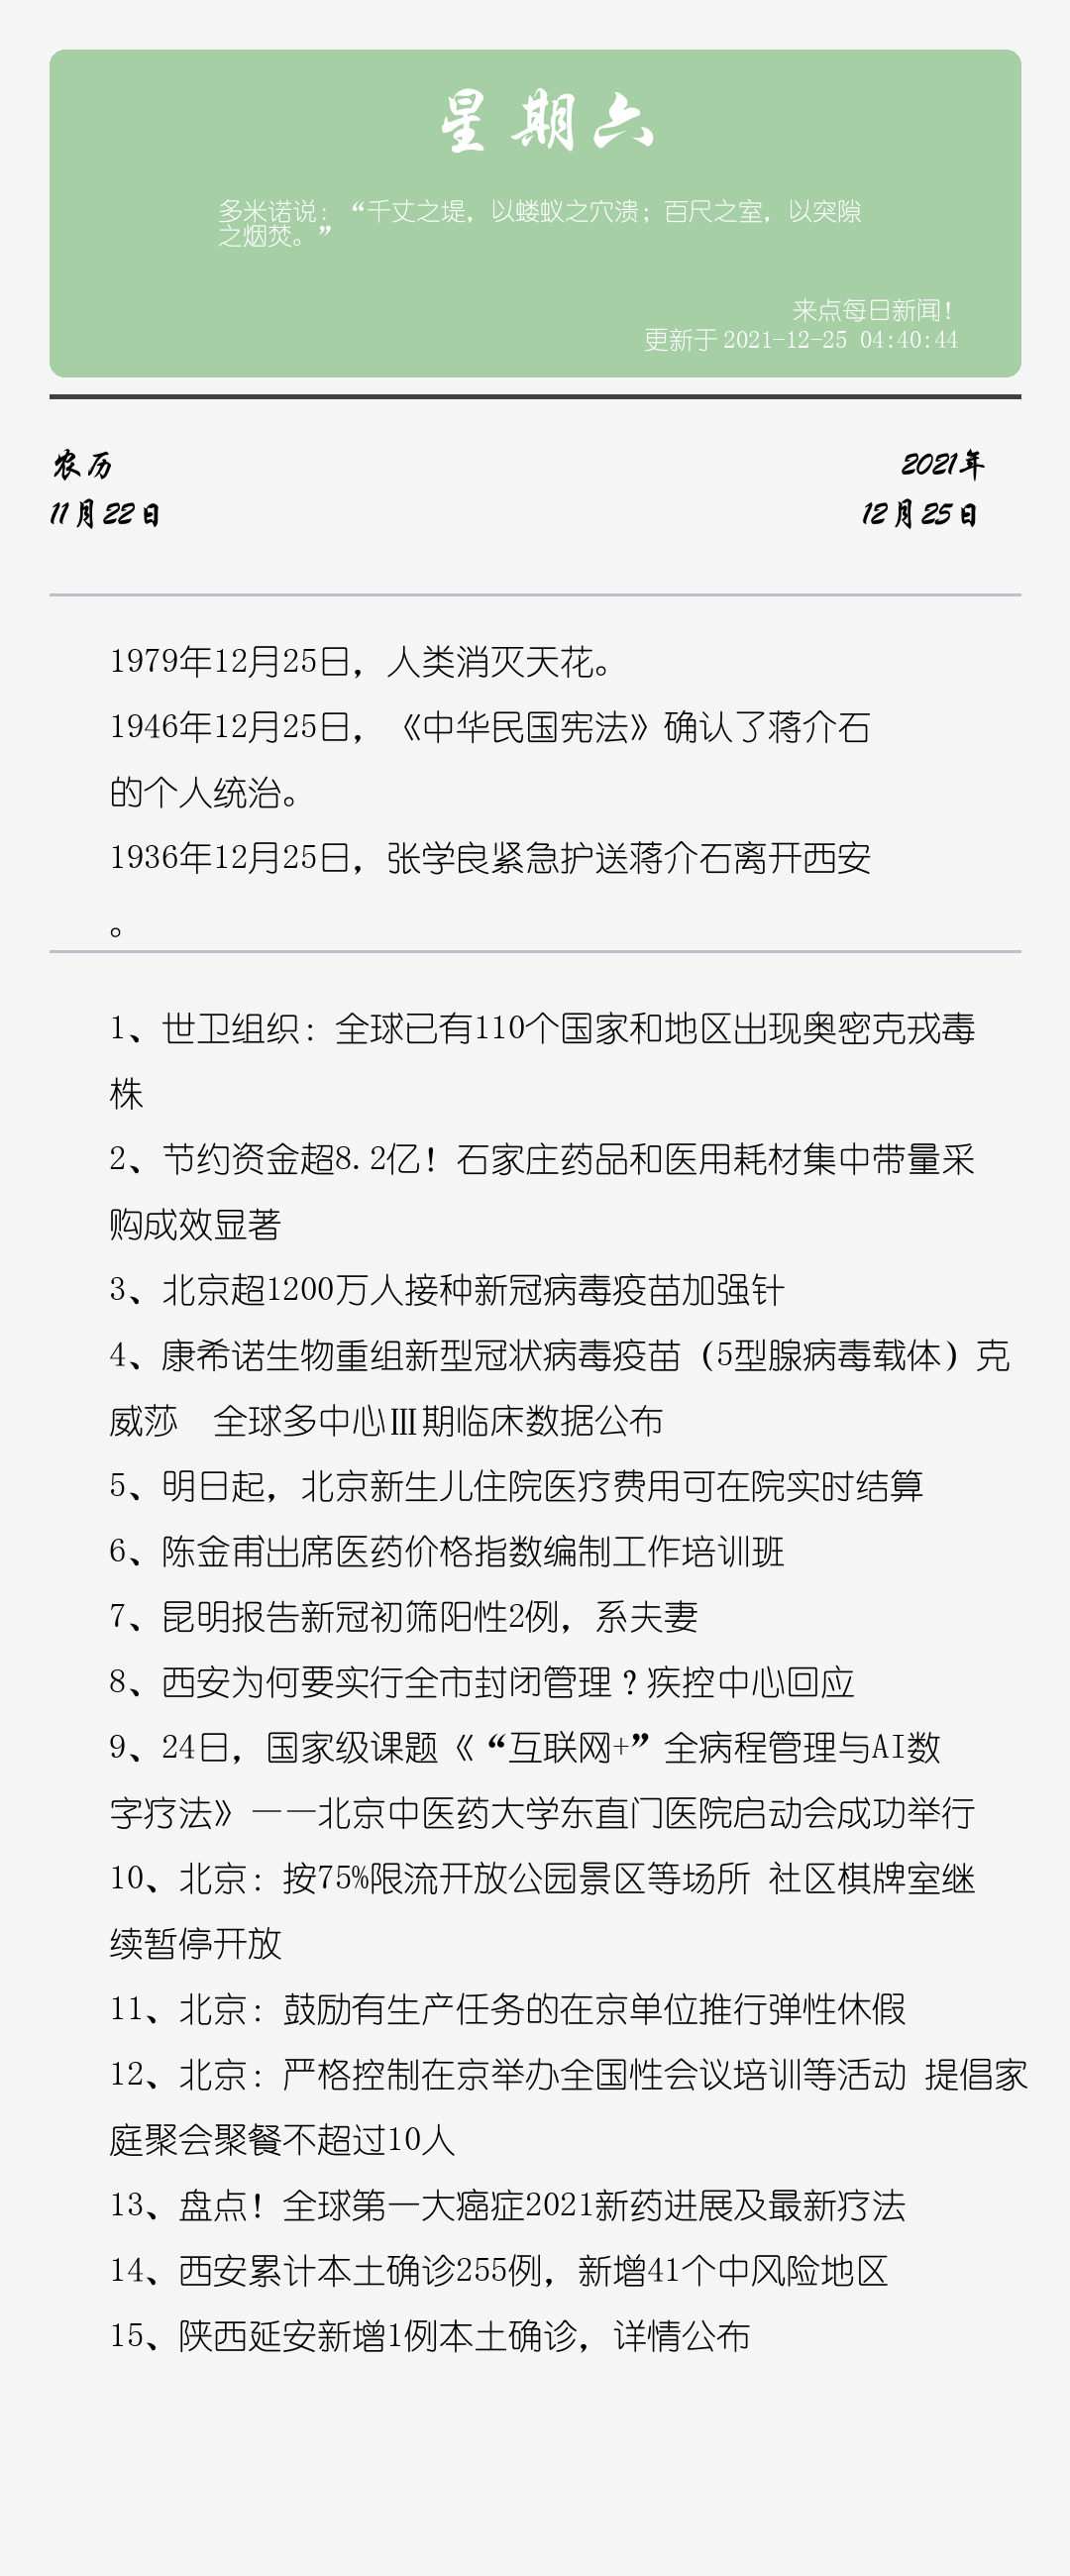 星期六
多米诺说：“千丈之堤，以蝼蚁之穴溃；百尺之室，以突隙
之烟焚。”
来点每日新闻！
更新于 2021-12-25 04:40:44
农历
2021年
11月22日
12月25日
1979年12月25日，人类消灭天花。
1946年12月25日，《中华民国宪法》确认了蒋介石
的个人统治。
1936年12月25日，张学良紧急护送蒋介石离开西安
。
1、世卫组织：全球已有110个国家和地区出现奥密克戎毒
株
2、节约资金超8.2亿！石家庄药品和医用耗材集中带量采
购成效显著
3、北京超1200万人接种新冠病毒疫苗加强针
4、康希诺生物重组新型冠状病毒疫苗（5型腺病毒载体）克
威莎　全球多中心Ⅲ期临床数据公布
5、明日起，北京新生儿住院医疗费用可在院实时结算
6、陈金甫出席医药价格指数编制工作培训班
7、昆明报告新冠初筛阳性2例，系夫妻
8、西安为何要实行全市封闭管理？疾控中心回应
9、24日，国家级课题《“互联网+”全病程管理与AI数
字疗法》——北京中医药大学东直门医院启动会成功举行
10、北京：按75%限流开放公园景区等场所 社区棋牌室继
续暂停开放
11、北京：鼓励有生产任务的在京单位推行弹性休假
12、北京：严格控制在京举办全国性会议培训等活动 提倡家
庭聚会聚餐不超过10人
13、盘点！全球第一大癌症2021新药进展及最新疗法
14、西安累计本土确诊255例，新增41个中风险地区
15、陕西延安新增1例本土确诊，详情公布